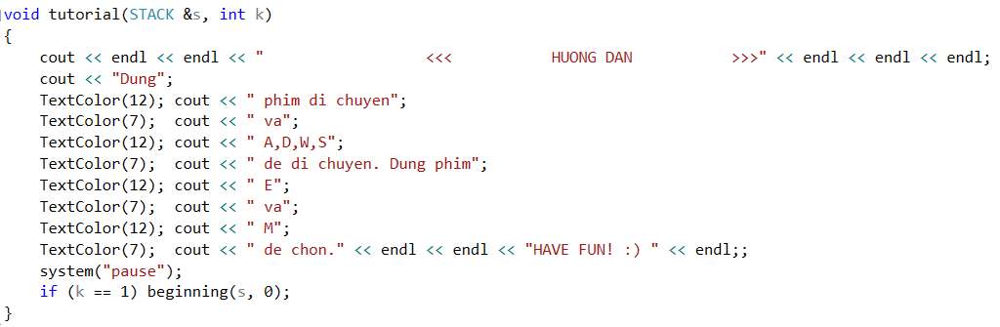 void tutorial(STACK &s, int k)
{
    cout << endl << endl << "                  <<<           HUONG DAN           >>>" << endl << endl << endl;
    cout << "Dung";
    TextColor(12); cout << " phim di chuyen";
    TextColor(7);  cout << " va";
    TextColor(12); cout << " A,D,W,S";
    TextColor(7);  cout << " de di chuyen. Dung phim";
    TextColor(12); cout << " E";
    TextColor(7);  cout << " va";
    TextColor(12); cout << " M";
    TextColor(7);  cout << " de chon." << endl << endl << "HAVE FUN! :) " << endl;;
    system("pause");
    if (k == 1) beginning(s, 0);
}